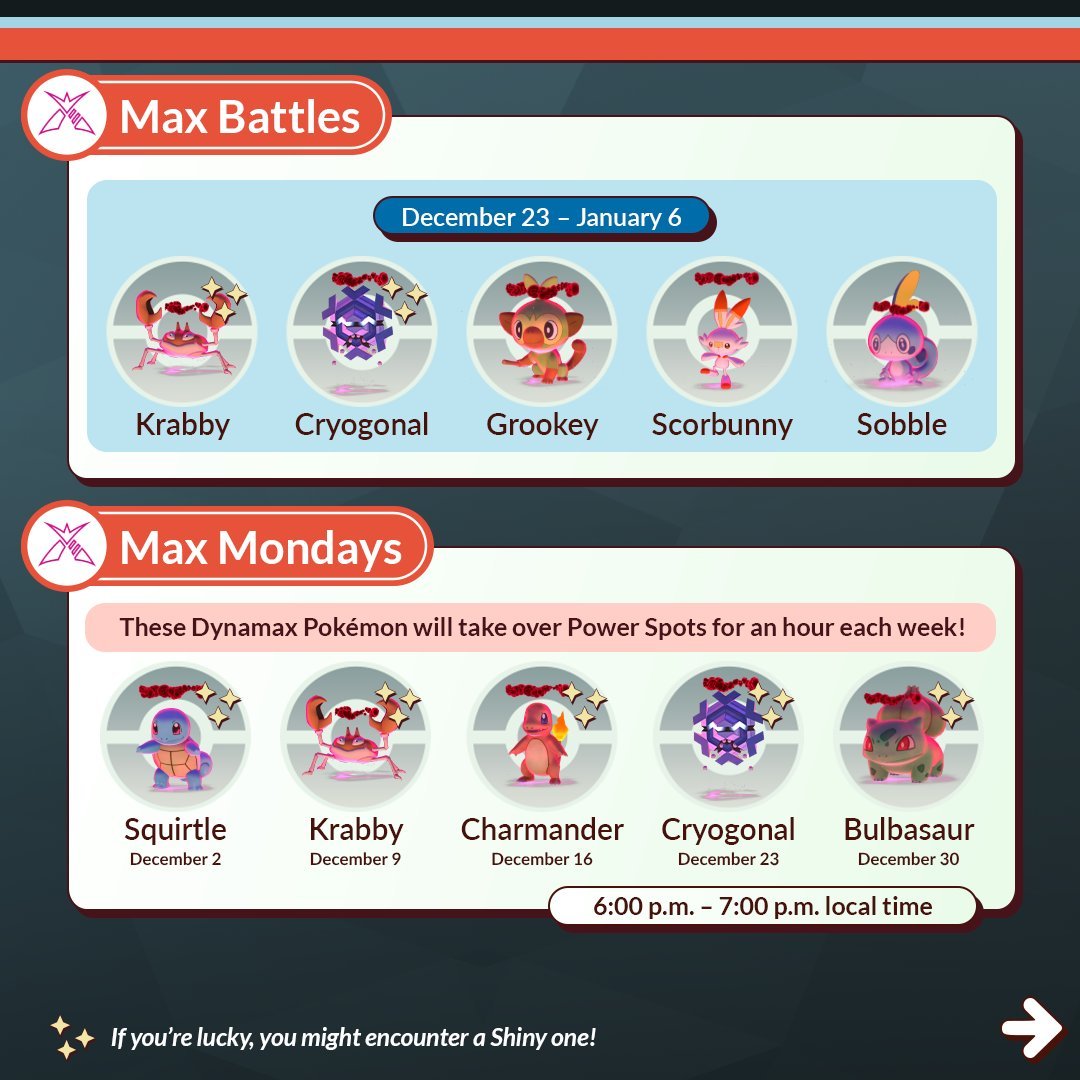 Max Battles
December 23 – January 6
Krabby
Cryogonal
Grookey
Scorbunny
Sobble
Max Mondays
These Dynamax Pokémon will take over Power Spots for an hour each week!
Squirtle
December 2
Krabby
December 9
Charmander
December 16
Cryogonal
December 23
Bulbasaur
December 30
6:00 p.m. – 7:00 p.m. local time
If you’re lucky, you might encounter a Shiny one!